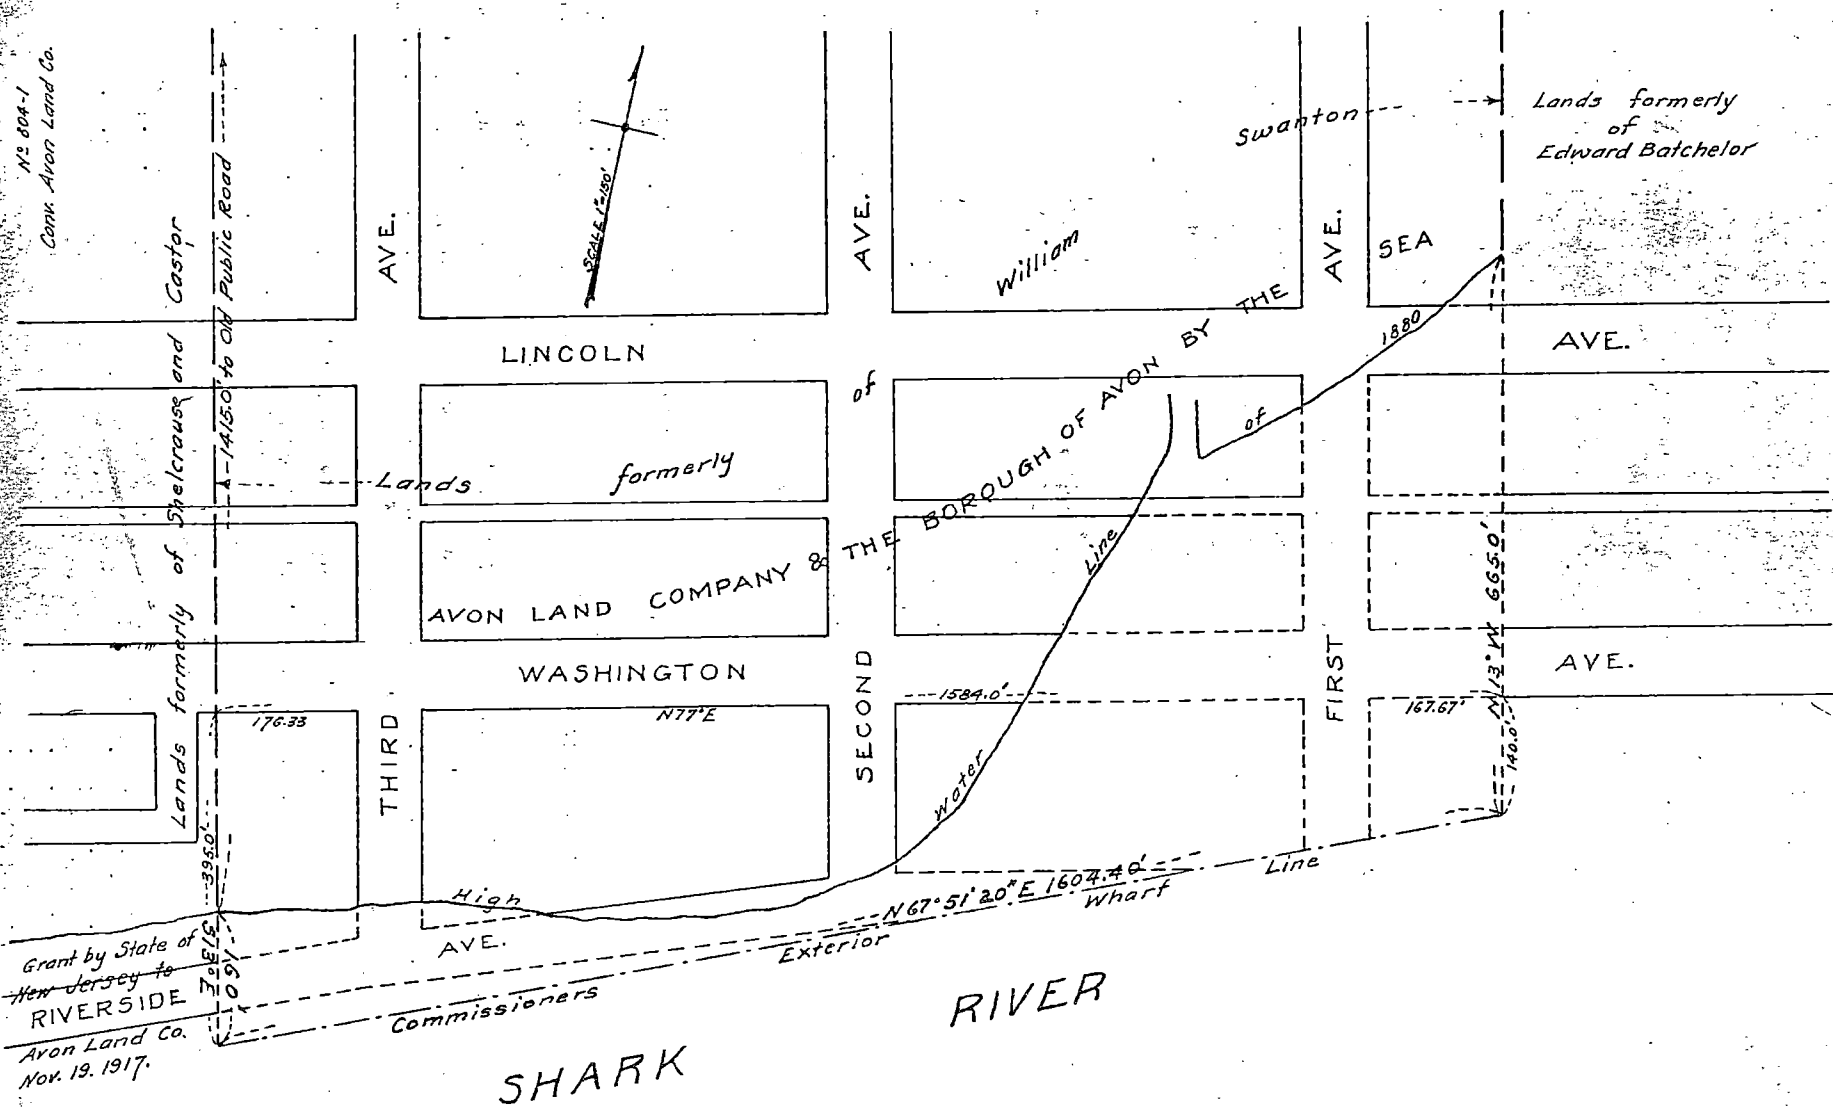 Nº 804-1
Conv. Avon Land Co.
Lands formerly of Shelcrause and Castor
1415.0' to Old Public Road
AVE.
SCALE 1"=150'
AVE.
William
Swanton
AVE.
SEA
Lands formerly
of
Edward Batchelor
LINCOLN
AVE.
1880
of
of
Lands
formerly
AVON LAND COMPANY & THE BOROUGH OF AVON BY THE
Line
N 13° W 665.0'
WASHINGTON
AVE.
176.33
N77°E
1584.0'
167.67'
140.0'
THIRD
SECOND
FIRST
Water
395.0'
High
AVE.
N 67° 51' 20" E 1604.40'
Commissioners
Exterior
Wharf
Line
S13°E
160
Grant by State of
New Jersey to
RIVERSIDE
Avon Land Co.
Nov. 19. 1917.
SHARK
RIVER